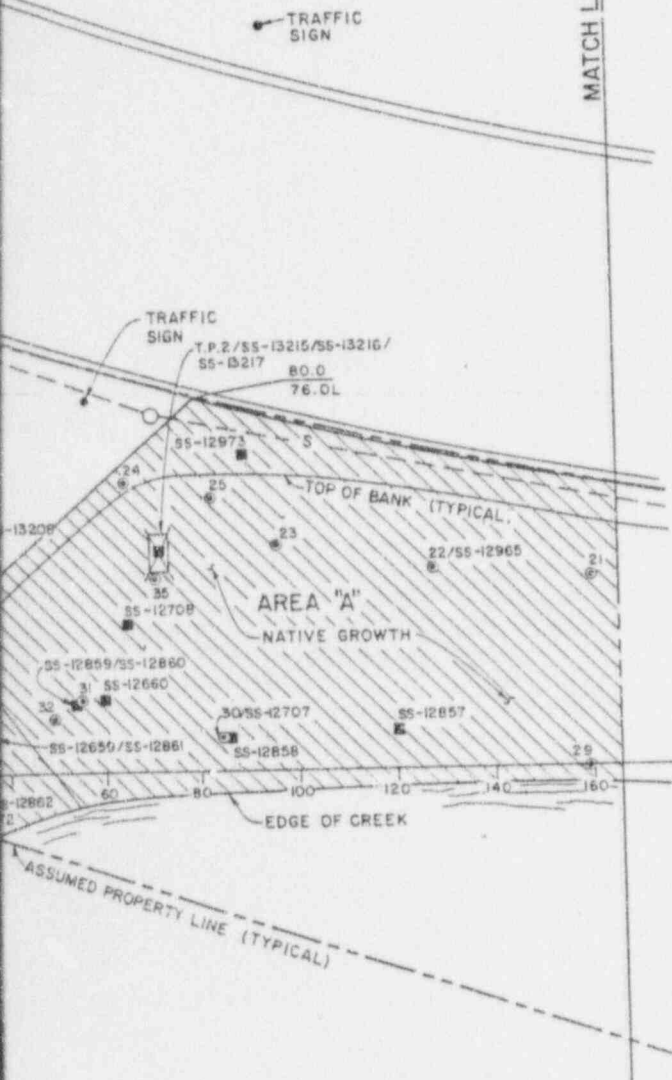 TRAFFIC
SIGN
MATCH L
TRAFFIC
SIGN
T.P.2/SS-13215/SS-13216/
SS-13217
80.0
76.0L
SS-12973
S
24
25
TOP OF BANK (TYPICAL,
-13208
23
22/SS-12965
21
35
AREA "A"
SS-12708
NATIVE GROWTH
SS-12859/SS-12860
31
SS-12660
32
30/SS-12707
SS-12857
SS-12659/SS-12861
SS-12858
29
60
80
100
120
140
160
S-12862
2
EDGE OF CREEK
ASSUMED PROPERTY LINE (TYPICAL)